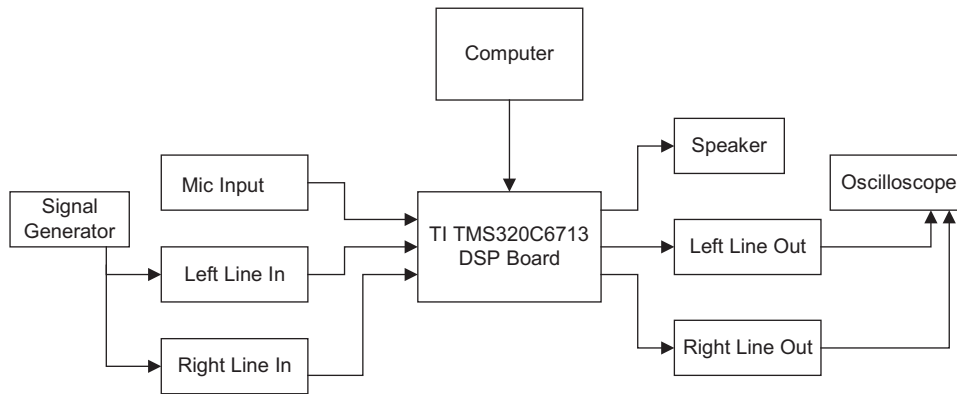 Computer
Speaker
Mic Input
Oscilloscope
Signal
Generator
TI TMS320C6713
DSP Board
Left Line In
Left Line Out
Right Line In
Right Line Out